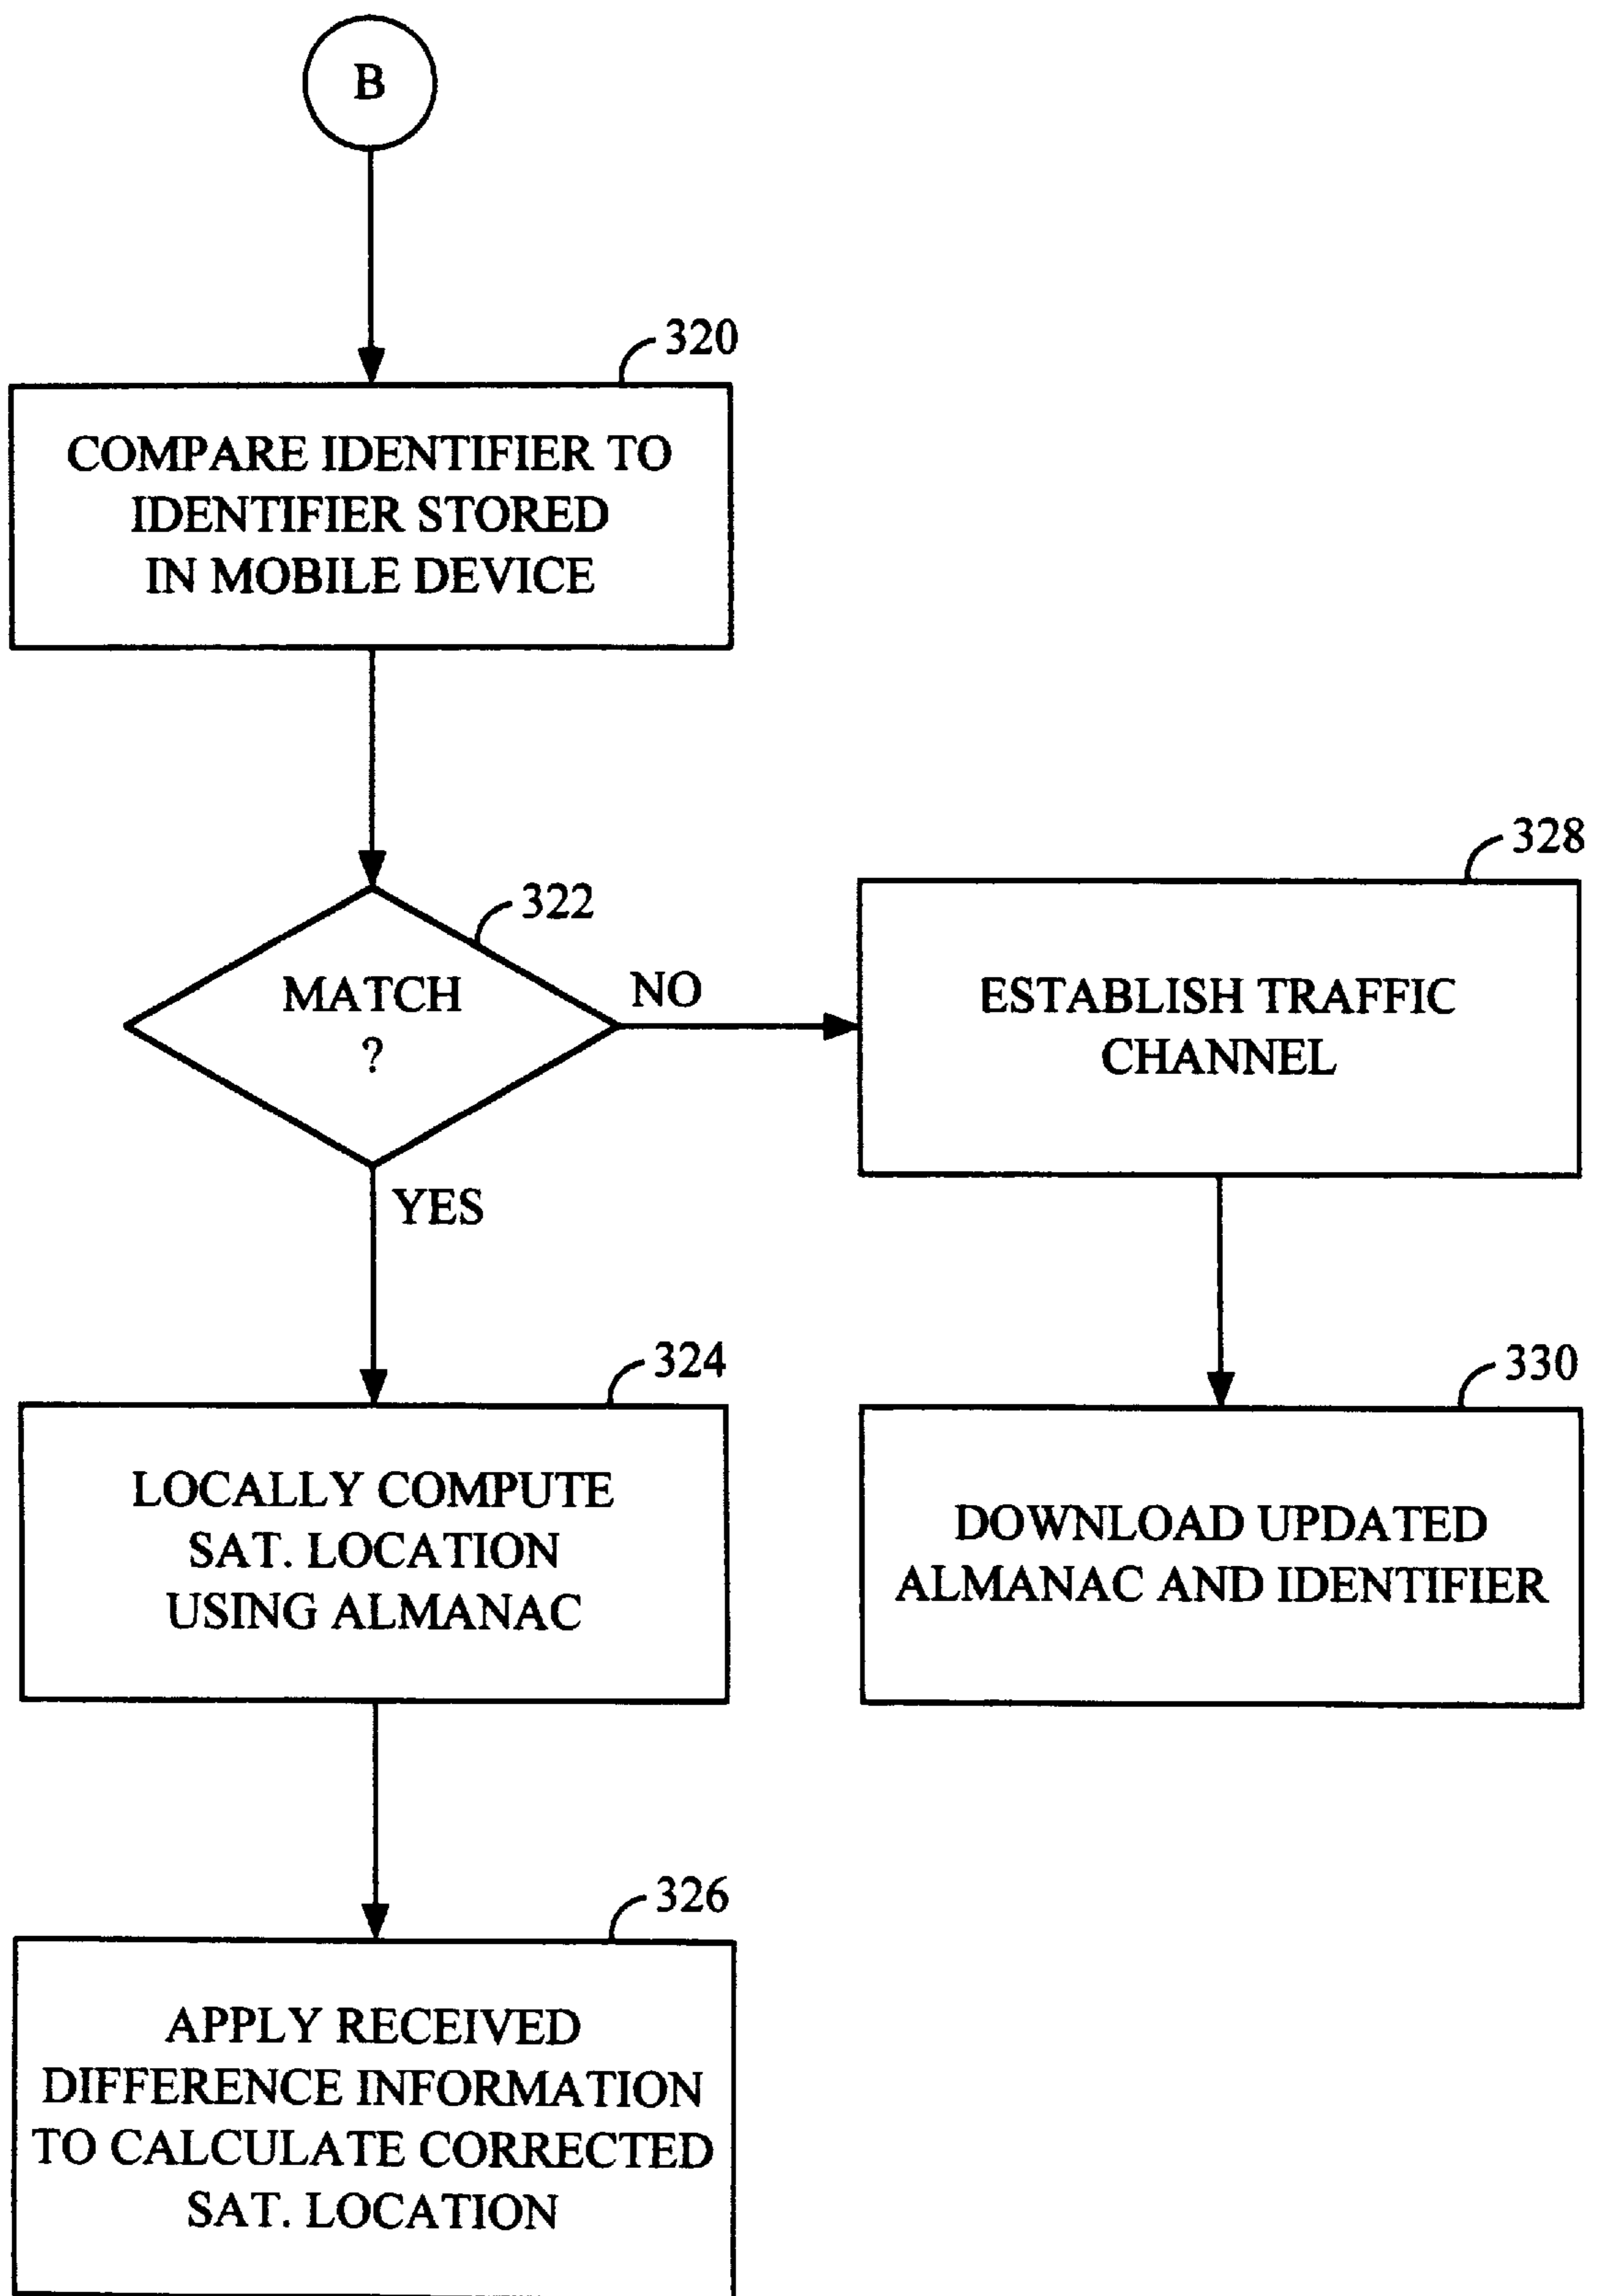 B
320
COMPARE IDENTIFIER TO
IDENTIFIER STORED
IN MOBILE DEVICE
322
MATCH
?
NO
YES
328
ESTABLISH TRAFFIC
CHANNEL
324
LOCALLY COMPUTE
SAT. LOCATION
USING ALMANAC
330
DOWNLOAD UPDATED
ALMANAC AND IDENTIFIER
326
APPLY RECEIVED
DIFFERENCE INFORMATION
TO CALCULATE CORRECTED
SAT. LOCATION